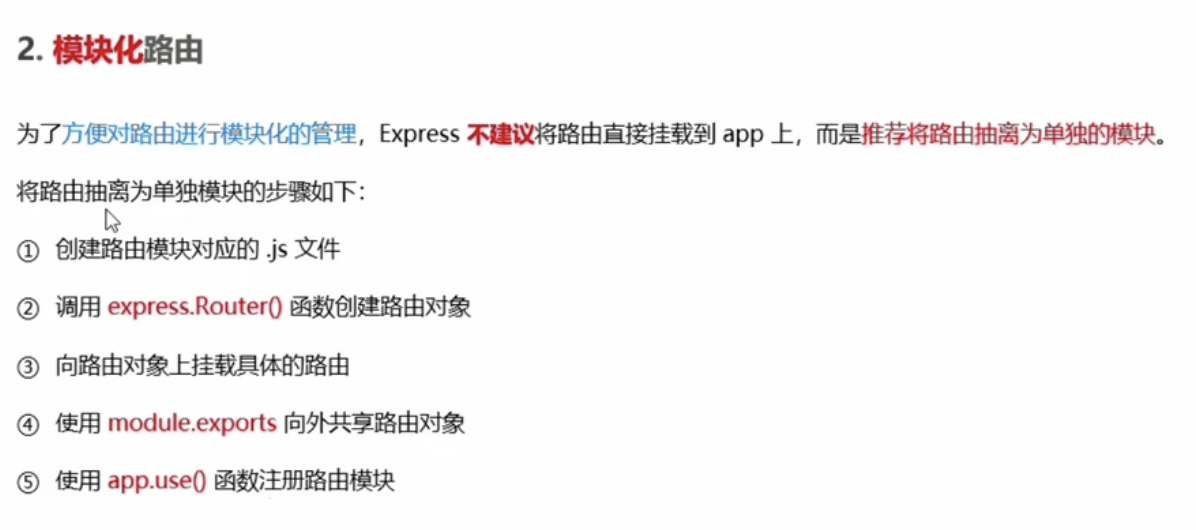 2. 模块化路由
为了方便对路由进行模块化的管理，Express 不建议将路由直接挂载到 app 上，而是推荐将路由抽离为单独的模块。
将路由抽离为单独模块的步骤如下：
① 创建路由模块对应的 .js 文件
② 调用 express.Router() 函数创建路由对象
③ 向路由对象上挂载具体的路由
④ 使用 module.exports 向外共享路由对象
⑤ 使用 app.use() 函数注册路由模块